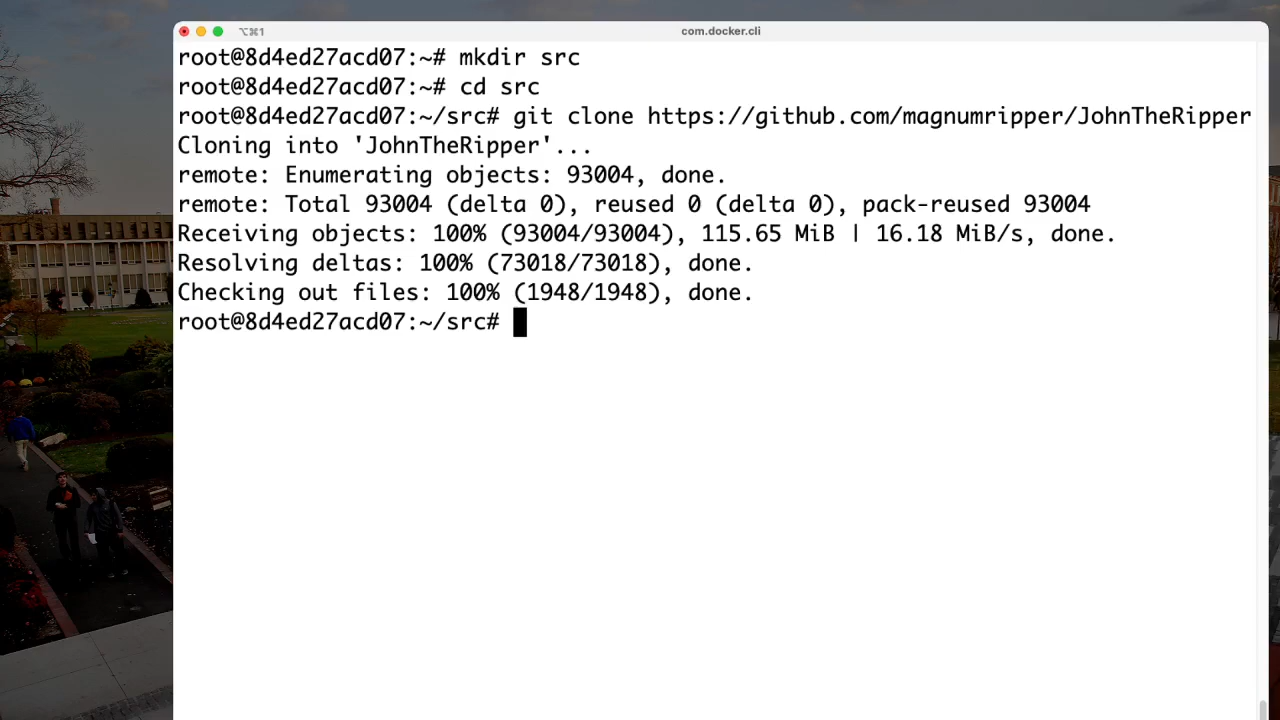 ⌥⌘1
com.docker.cli
root@8d4ed27acd07:~# mkdir src
root@8d4ed27acd07:~# cd src
root@8d4ed27acd07:~/src# git clone https://github.com/magnumripper/JohnTheRipper
Cloning into 'JohnTheRipper'...
remote: Enumerating objects: 93004, done.
remote: Total 93004 (delta 0), reused 0 (delta 0), pack-reused 93004
Receiving objects: 100% (93004/93004), 115.65 MiB | 16.18 MiB/s, done.
Resolving deltas: 100% (73018/73018), done.
Checking out files: 100% (1948/1948), done.
root@8d4ed27acd07:~/src#